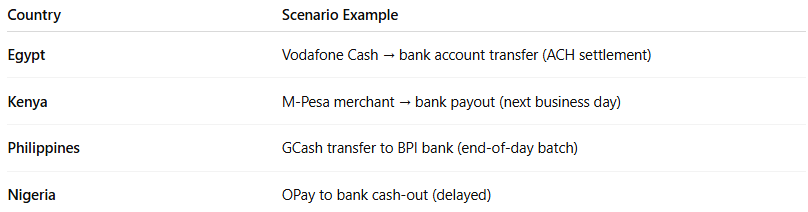 Country Scenario Example
Egypt Vodafone Cash → bank account transfer (ACH settlement)
Kenya M-Pesa merchant → bank payout (next business day)
Philippines GCash transfer to BPI bank (end-of-day batch)
Nigeria OPay to bank cash-out (delayed)